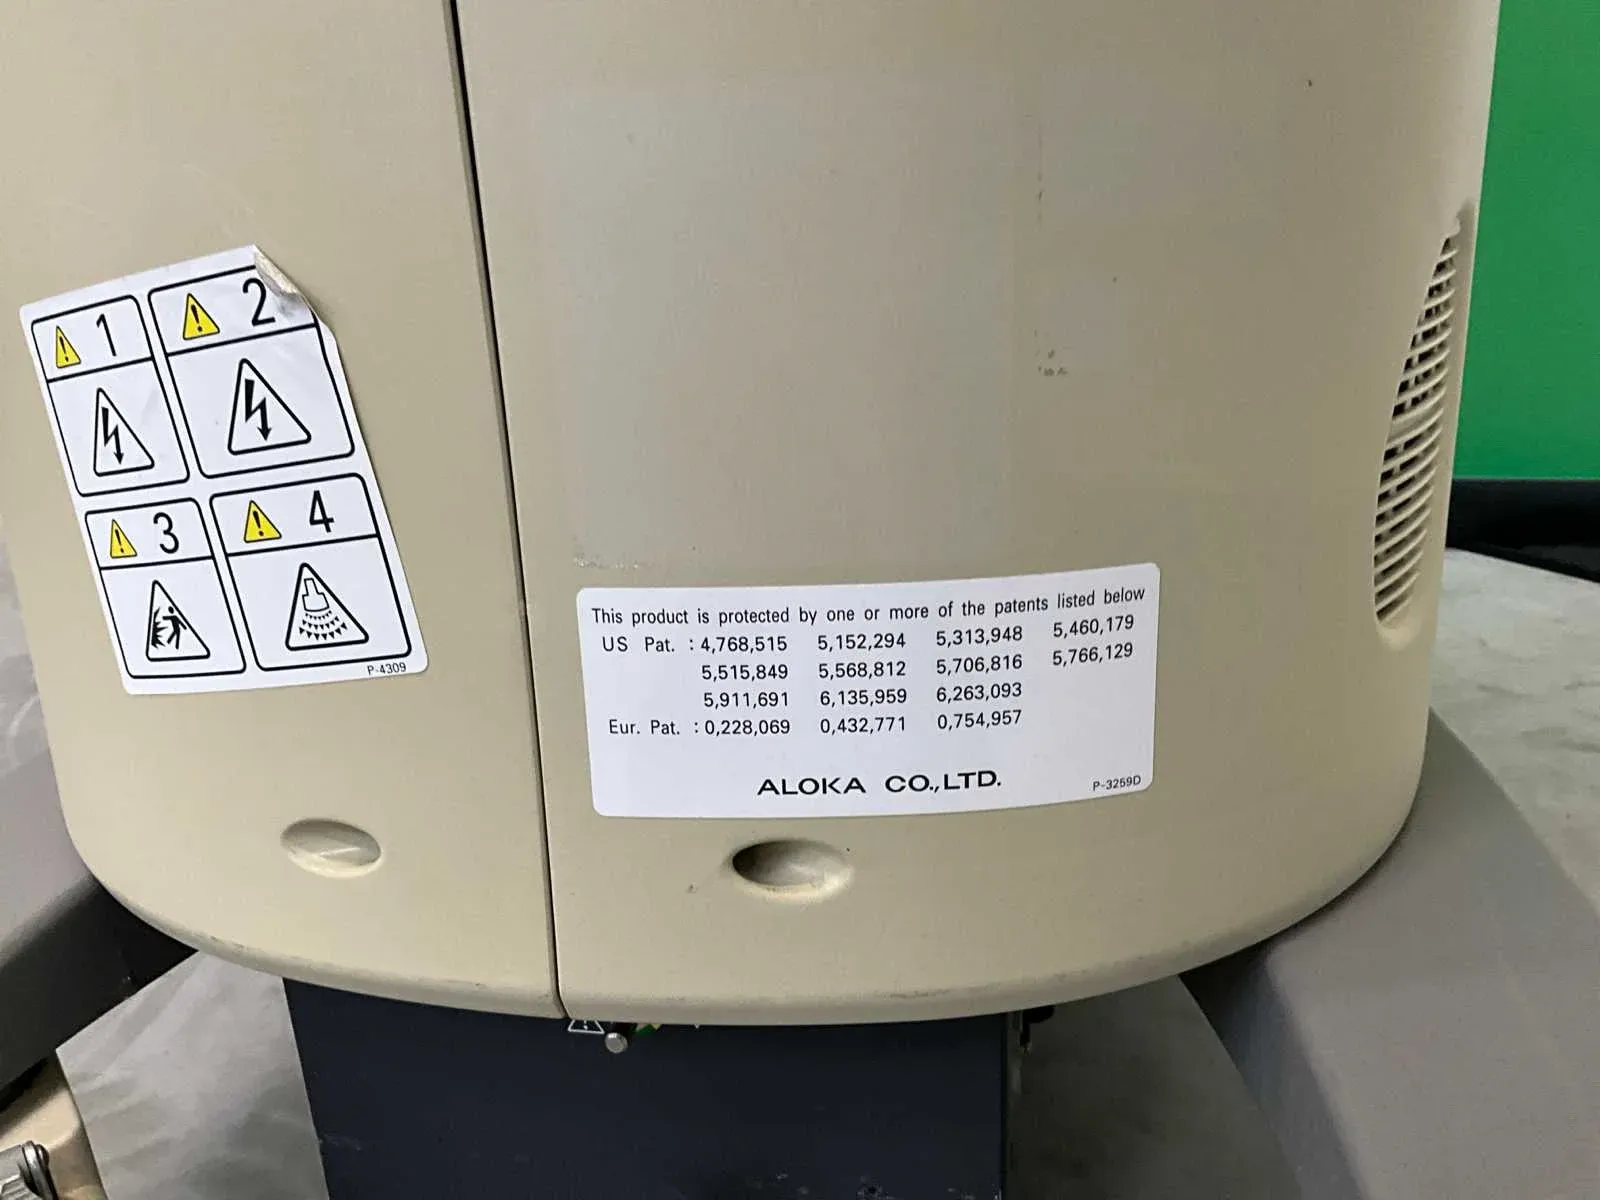 1
2
3
4
P-4309
This product is protected by one or more of the patents listed below
US Pat. : 4,768,515 5,152,294 5,313,948 5,460,179
5,515,849 5,568,812 5,706,816 5,766,129
5,911,691 6,135,959 6,263,093
Eur. Pat. : 0,228,069 0,432,771 0,754,957
ALOKA CO.,LTD.
P-3259D